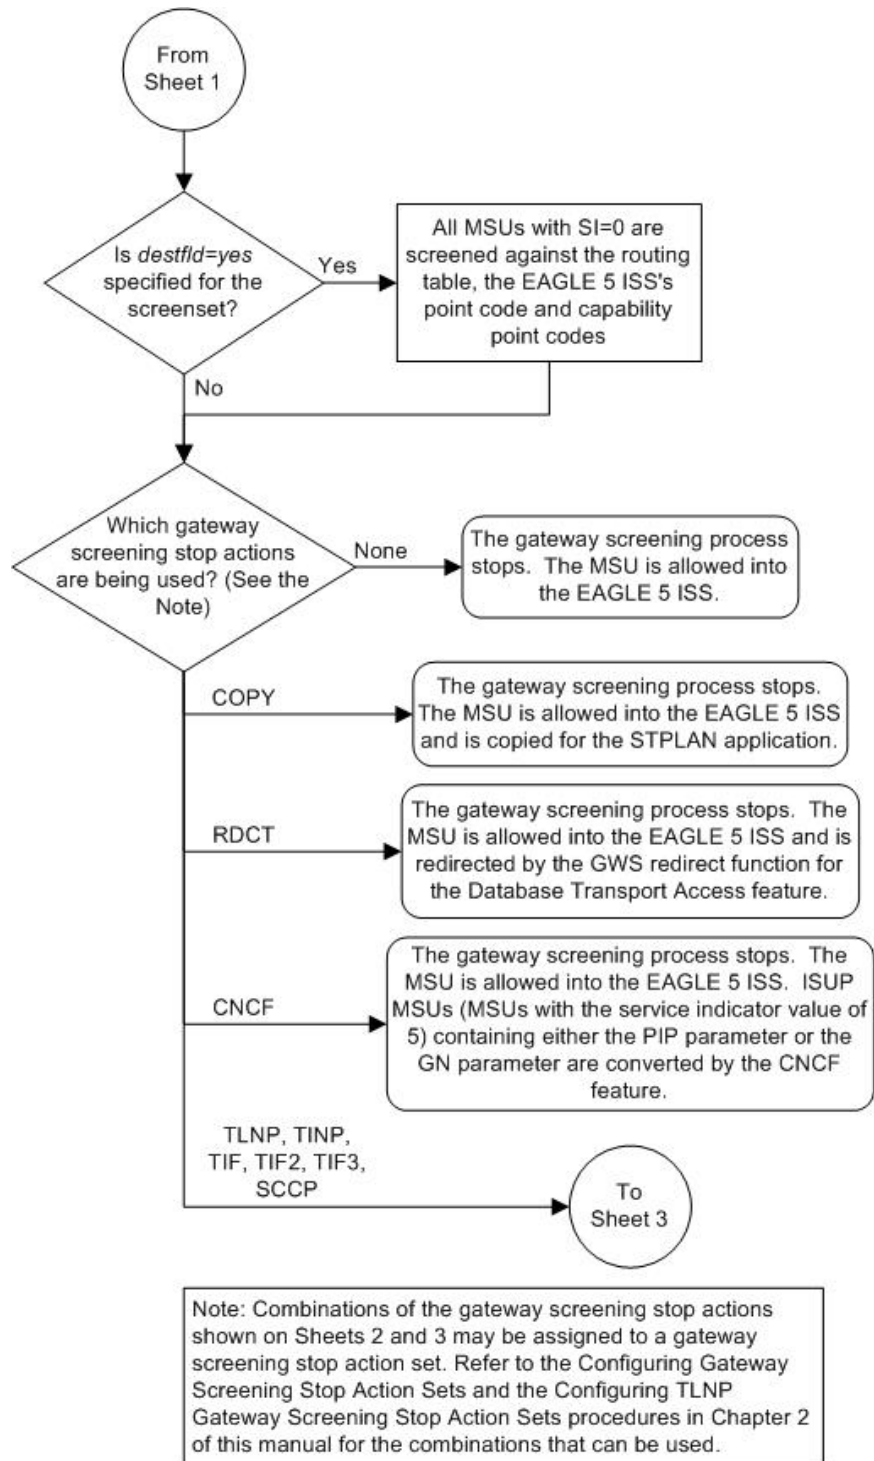 From
Sheet 1
Is destfld=yes
specified for the
screenset?
Yes
All MSUs with SI=0 are
screened against the routing
table, the EAGLE 5 ISS's
point code and capability
point codes
No
Which gateway
screening stop actions
are being used? (See the
Note)
None
The gateway screening process
stops. The MSU is allowed into
the EAGLE 5 ISS.
COPY
The gateway screening process stops.
The MSU is allowed into the EAGLE 5 ISS
and is copied for the STPLAN application.
RDCT
The gateway screening process stops. The
MSU is allowed into the EAGLE 5 ISS and is
redirected by the GWS redirect function for
the Database Transport Access feature.
CNCF
The gateway screening process stops. The
MSU is allowed into the EAGLE 5 ISS. ISUP
MSUs (MSUs with the service indicator value of
5) containing either the PIP parameter or the
GN parameter are converted by the CNCF
feature.
TLNP, TINP,
TIF, TIF2, TIF3,
SCCP
To
Sheet 3
Note: Combinations of the gateway screening stop actions
shown on Sheets 2 and 3 may be assigned to a gateway
screening stop action set. Refer to the Configuring Gateway
Screening Stop Action Sets and the Configuring TLNP
Gateway Screening Stop Action Sets procedures in Chapter 2
of this manual for the combinations that can be used.